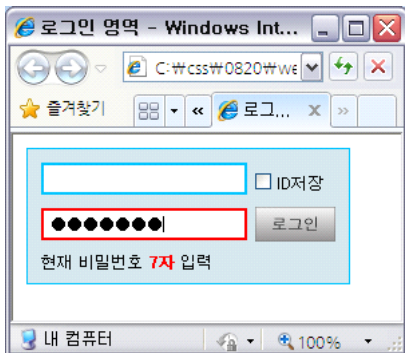 로그인 영역 - Windows Int...
C:₩css₩0820₩we
즐겨찾기
로그...
ID저장
●●●●●●●
로그인
현재 비밀번호 7자 입력
내 컴퓨터
100%